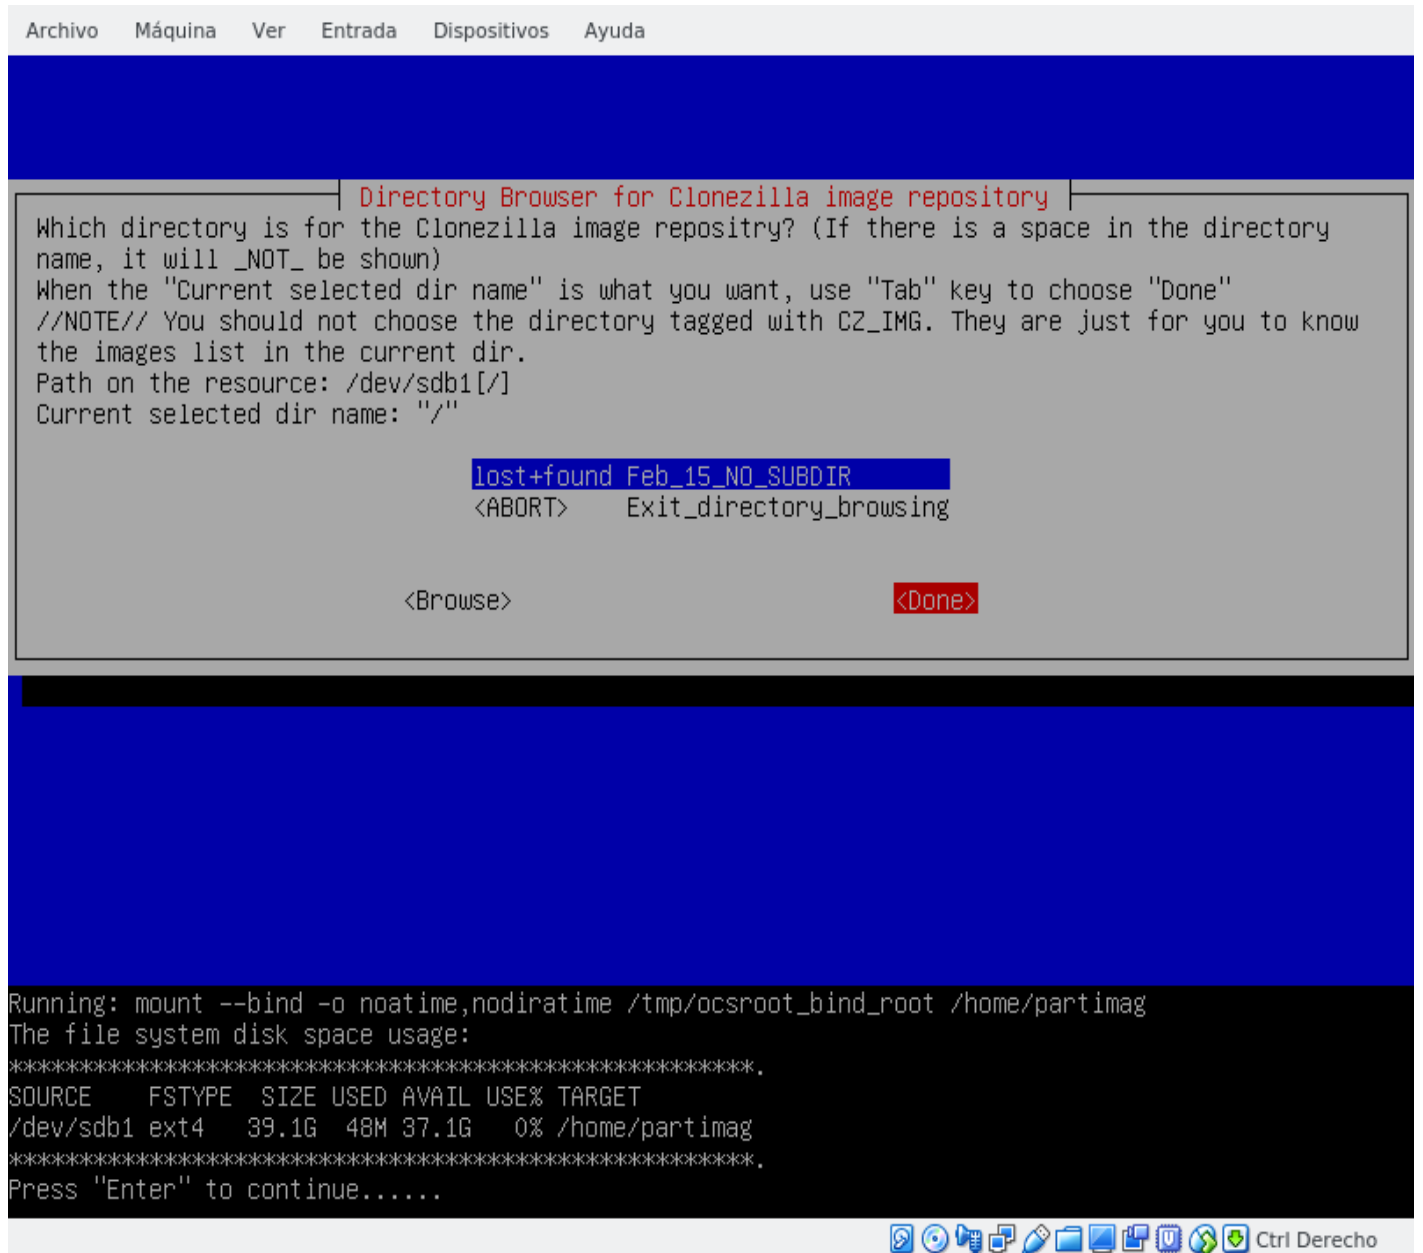 Archivo Máquina Ver Entrada Dispositivos Ayuda
Directory Browser for Clonezilla image repository
Which directory is for the Clonezilla image repositry? (If there is a space in the directory
name, it will _NOT_ be shown)
When the "Current selected dir name" is what you want, use "Tab" key to choose "Done"
//NOTE// You should not choose the directory tagged with CZ_IMG. They are just for you to know
the images list in the current dir.
Path on the resource: /dev/sdb1[/]
Current selected dir name: "/"
lost+found Feb_15_NO_SUBDIR
<ABORT> Exit_directory_browsing
<Browse> <Done>
Running: mount --bind -o noatime,nodiratime /tmp/ocsroot_bind_root /home/partimag
The file system disk space usage:
*****************************************************.
SOURCE FSTYPE SIZE USED AVAIL USE% TARGET
/dev/sdb1 ext4 39.1G 48M 37.1G 0% /home/partimag
*****************************************************.
Press "Enter" to continue......
Ctrl Derecho